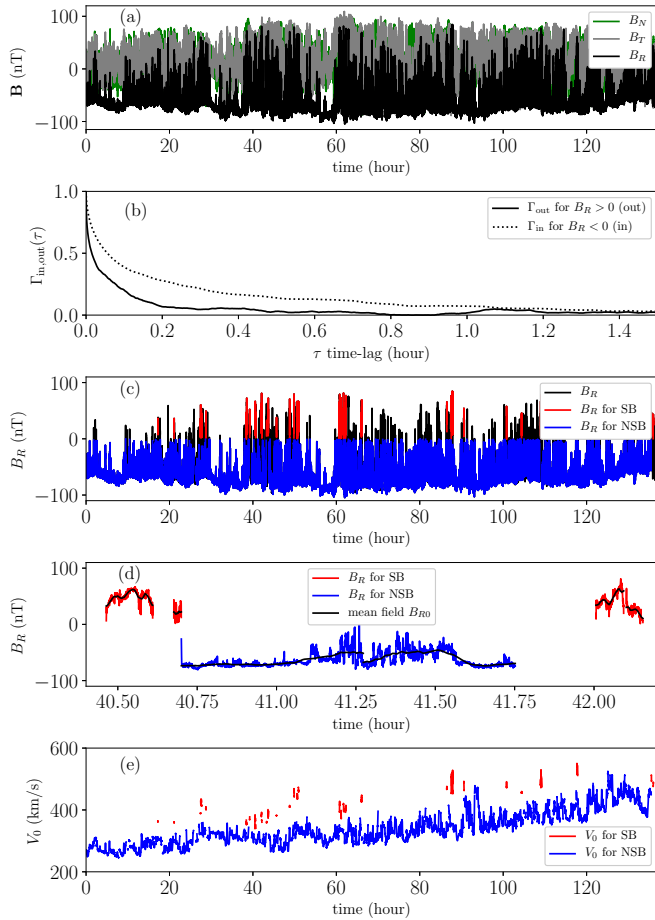 (a)
B_N
B_T
B_R
100
0
−100
B (nT)
0 20 40 60 80 100 120
time (hour)
(b)
Γ_out for B_R > 0 (out)
Γ_in for B_R < 0 (in)
1.0
0.5
0.0
Γ_in,out(τ)
0.0 0.2 0.4 0.6 0.8 1.0 1.2 1.4
τ time-lag (hour)
(c)
B_R
B_R for SB
B_R for NSB
100
0
−100
B_R (nT)
0 20 40 60 80 100 120
time (hour)
(d)
B_R for SB
B_R for NSB
mean field B_R0
100
0
−100
B_R (nT)
40.50 40.75 41.00 41.25 41.50 41.75 42.00
time (hour)
(e)
600
400
200
V_0 (km/s)
V_0 for SB
V_0 for NSB
0 20 40 60 80 100 120
time (hour)